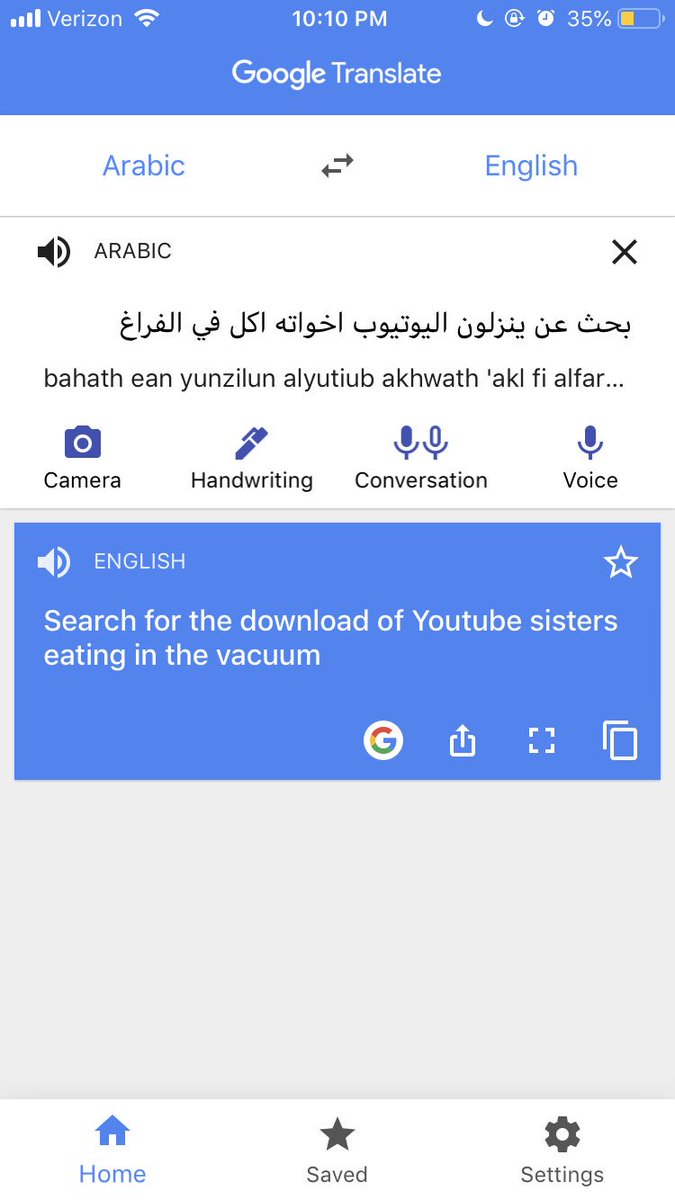 Verizon 10:10 PM 35%
Google Translate
Arabic English
ARABIC
بحث عن ينزلون اليوتيوب اخواته اكل في الفراغ
bahath ean yunzilun alyutiub akhwath 'akl fi alfar...
Camera Handwriting Conversation Voice
ENGLISH
Search for the download of Youtube sisters
eating in the vacuum
Home Saved Settings